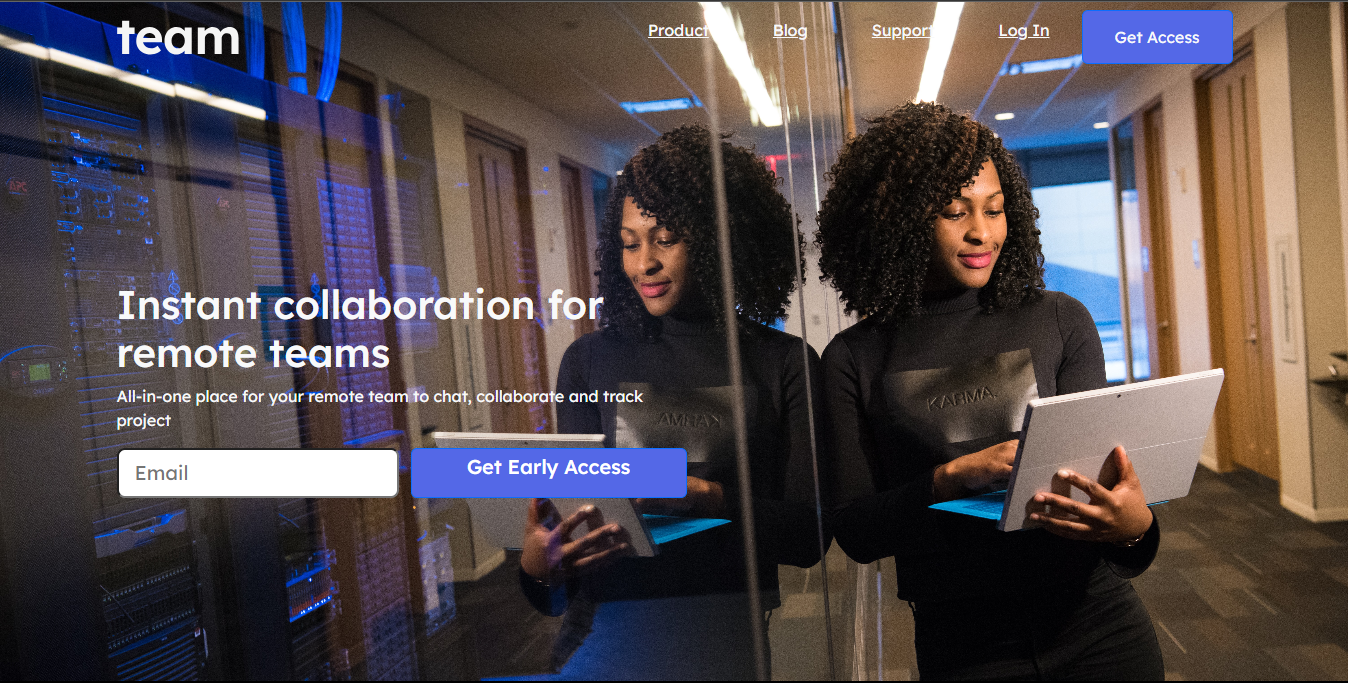 team
Product
Blog
Support
Log In
Get Access
Instant collaboration for
remote teams
All-in-one place for your remote team to chat, collaborate and track
project
Email
Get Early Access
KARMA.
APC